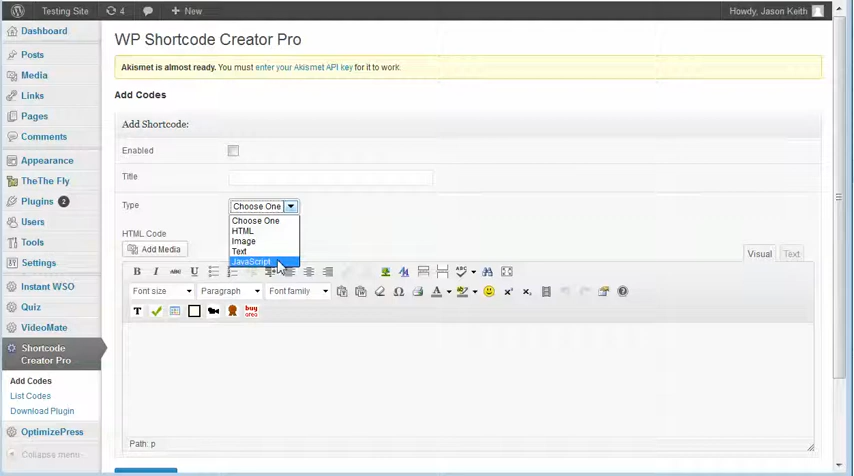 Testing Site
4
New
Howdy, Jason Keith
Dashboard
Posts
Media
Links
Pages
Comments
Appearance
TheThe Fly
Plugins 2
Users
Tools
Settings
Instant WSO
Quiz
VideoMate
Shortcode
Creator Pro
Add Codes
List Codes
Download Plugin
OptimizePress
Collapse menu
WP Shortcode Creator Pro
Akismet is almost ready. You must enter your Akismet API key for it to work.
Add Codes
Add Shortcode:
Enabled
Title
Type
Choose One
Choose One
HTML
Image
Text
JavaScript
HTML Code
Add Media
Visual
Text
B I ABC U
ABC
Font size
Paragraph
Font family
A
T
buy
area
Path: p